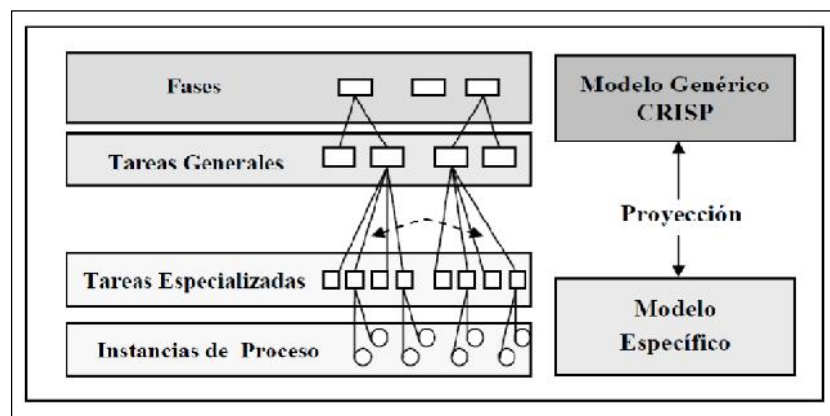 Fases
Tareas Generales
Tareas Especializadas
Instancias de Proceso
Modelo Genérico
CRISP
Proyección
Modelo
Específico